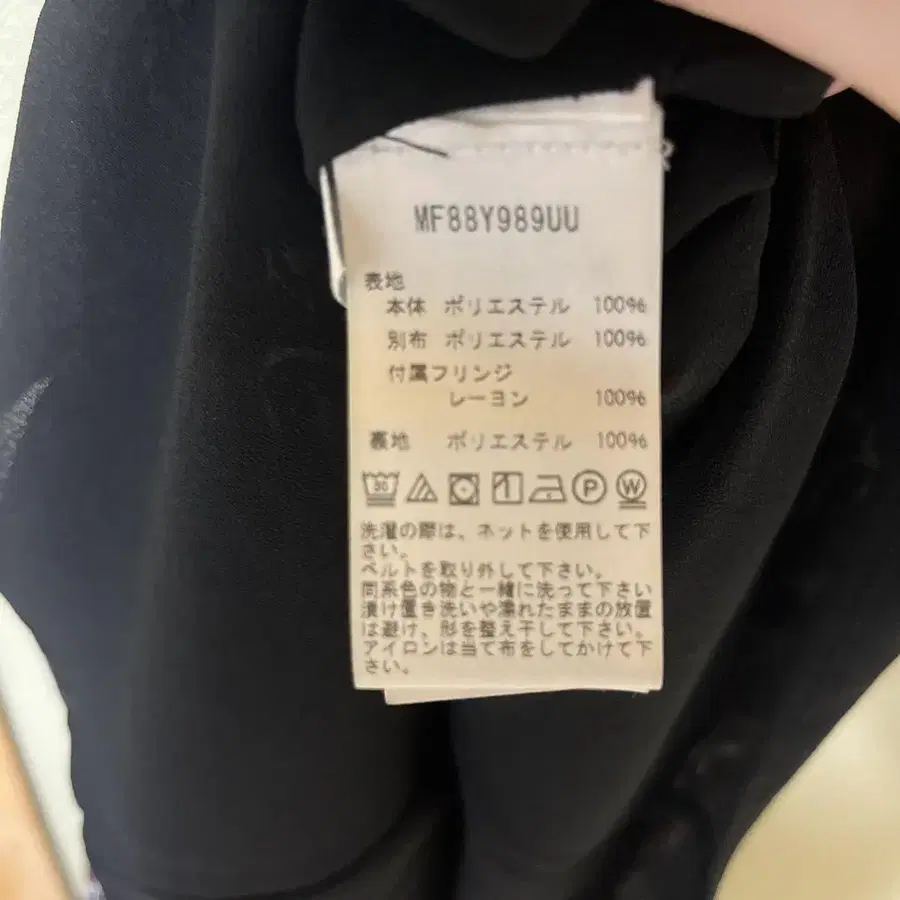 MF88Y989UU
表地
本体 ポリエステル 100%
別布 ポリエステル 100%
付属フリンジ
レーヨン 100%
裏地 ポリエステル 100%
30 P W
洗濯の際は、ネットを使用して下
さい。
ベルトを取り外して下さい。
同系色の物と一緒に洗って下さい
漬け置き洗いや濡れたままの放置
は避け、形を整え干して下さい。
アイロンは当て布をしてかけて下
さい。